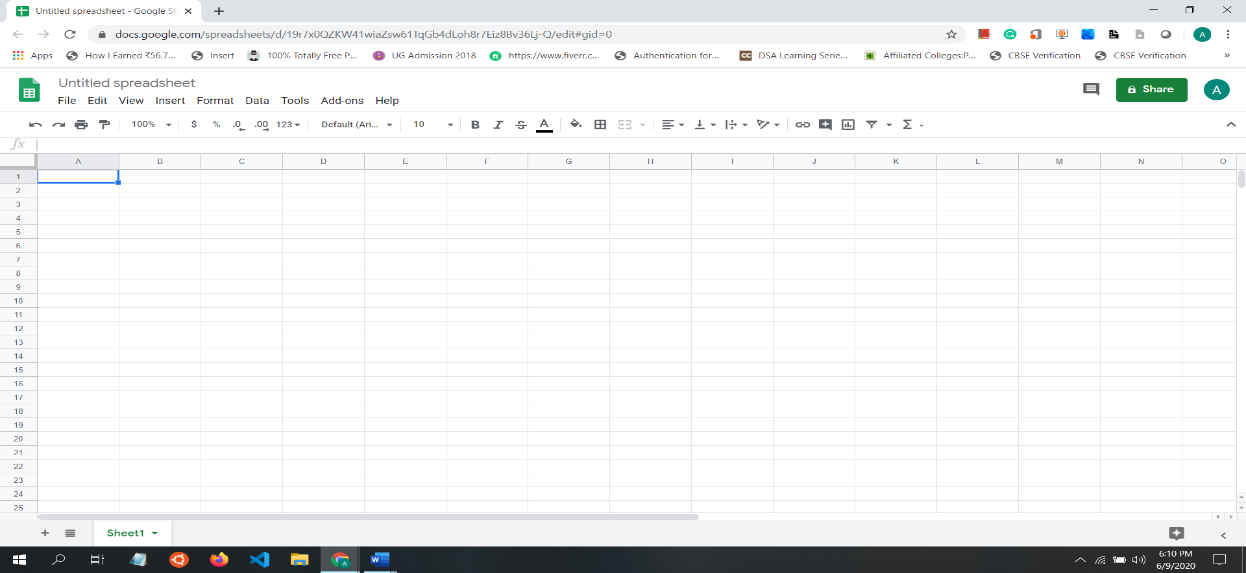 Untitled spreadsheet - Google Sh
docs.google.com/spreadsheets/d/19r7x0QZKW41wiaZsw61TqGb4dLoh8r7Eiz8Bv36Lj-Q/edit#gid=0
A
Apps How I Earned ₹56.7... Insert 100% Totally Free P... UG Admission 2018 https://www.fiverr.c... Authentication for... CC DSA Learning Serie... Affiliated Colleges:P... CBSE Verification CBSE Verification »
Untitled spreadsheet
File Edit View Insert Format Data Tools Add-ons Help
Share A
100% $ % .0 .00 123 Default (Ari... 10 B I S A Σ
fx
A B C D E F G H I J K L M N O
1
2
3
4
5
6
7
8
9
10
11
12
13
14
15
16
17
18
19
20
21
22
23
24
25
+ Sheet1
6:10 PM
6/9/2020